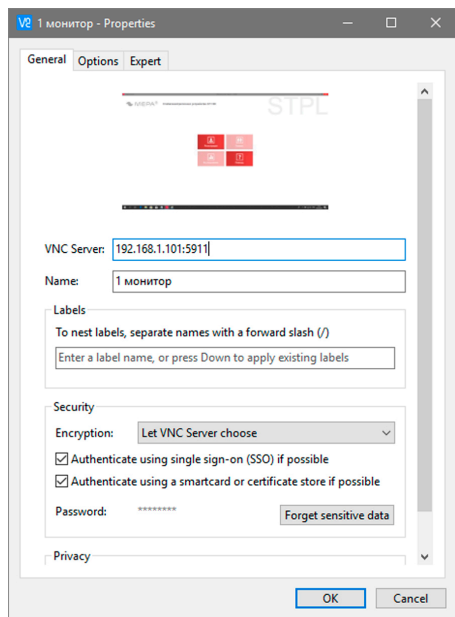 1 монитор - Properties
General Options Expert
STPL
VNC Server: 192.168.1.101:5911
Name: 1 монитор
Labels
To nest labels, separate names with a forward slash (/)
Enter a label name, or press Down to apply existing labels
Security
Encryption: Let VNC Server choose
Authenticate using single sign-on (SSO) if possible
Authenticate using a smartcard or certificate store if possible
Password: ******** Forget sensitive data
Privacy
OK Cancel